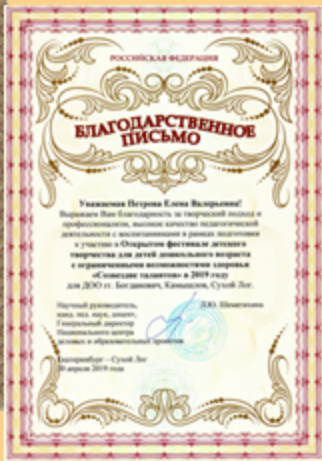 РОССИЙСКАЯ ФЕДЕРАЦИЯ
БЛАГОДАРСТВЕННОЕ
ПИСЬМО
Уважаемая Петрова Елена Валерьевна!
Выражаем Вам благодарность за творческий подход и
профессионализм, высокое качество педагогической
деятельности с воспитанниками в рамках подготовки
к участию в Открытом фестивале детского
творчества для детей дошкольного возраста
с ограниченными возможностями здоровья
«Созвездие талантов» в 2019 году
для ДОО гг. Богданович, Камышлов, Сухой Лог.
Научный руководитель,
канд. пед. наук, доцент,
Генеральный директор
Национального центра
деловых и образовательных проектов
Л.Ю. Шемятихина
Екатеринбург – Сухой Лог
30 апреля 2019 года